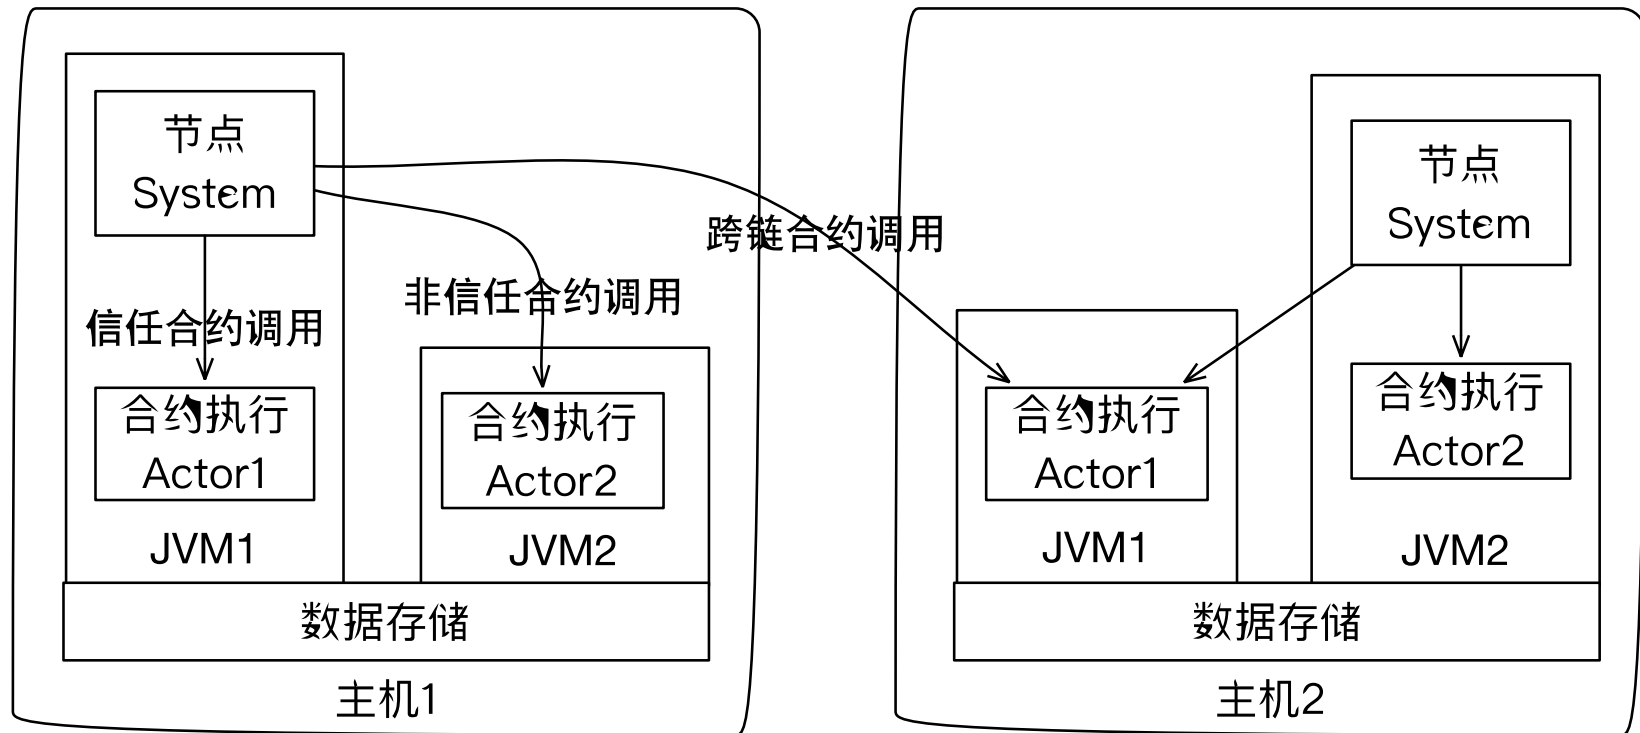 节点
System
信任合约调用
非信任合约调用
合约执行
Actor1
JVM1
合约执行
Actor2
JVM2
数据存储
主机1
跨链合约调用
节点
System
合约执行
Actor1
JVM1
合约执行
Actor2
JVM2
数据存储
主机2